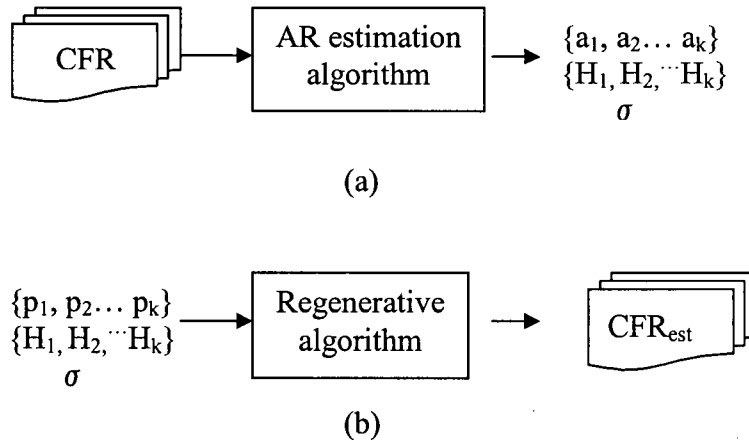 CFR
AR estimation
algorithm
{a₁, a₂... aₖ}
{H₁, H₂, ...Hₖ}
σ
(a)
{p₁, p₂... pₖ}
{H₁, H₂, ...Hₖ}
σ
Regenerative
algorithm
CFRₑₛₜ
(b)